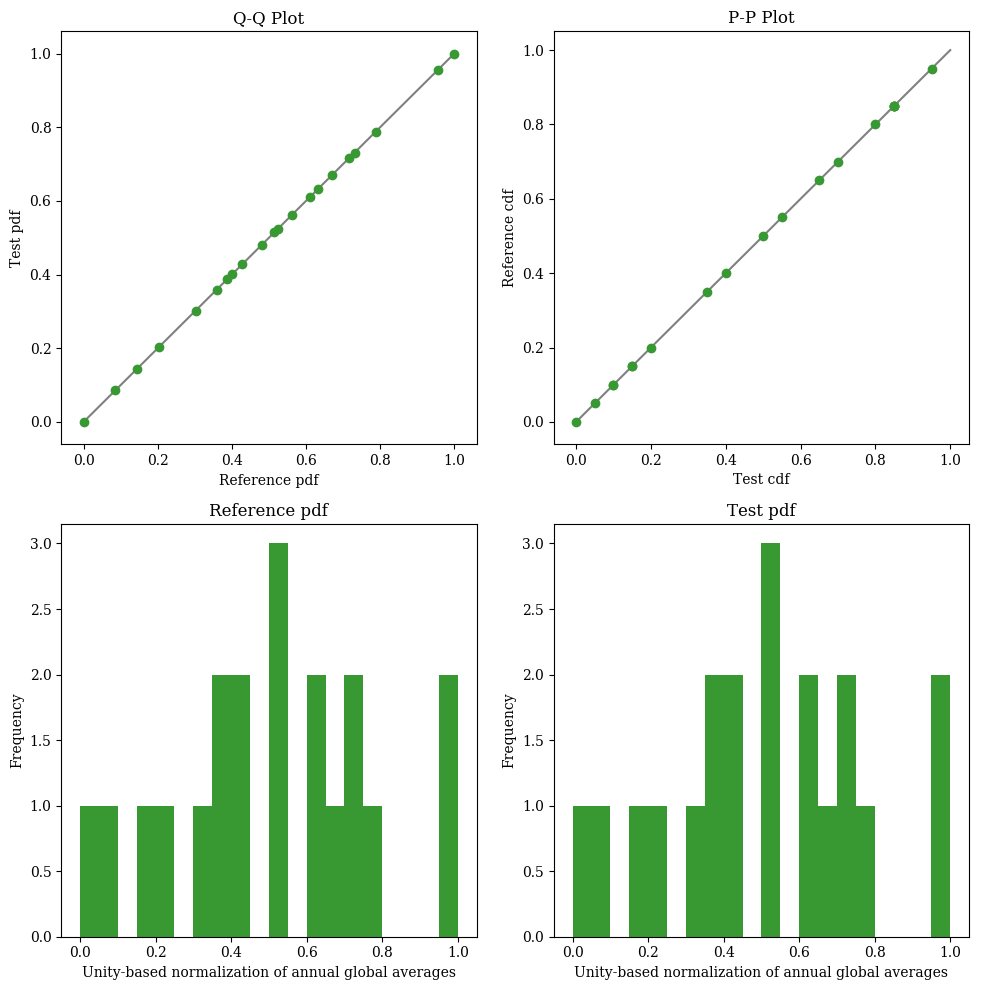 Q-Q Plot
Test pdf
1.0
0.8
0.6
0.4
0.2
0.0
0.0 0.2 0.4 0.6 0.8 1.0
Reference pdf
P-P Plot
Reference cdf
1.0
0.8
0.6
0.4
0.2
0.0
0.0 0.2 0.4 0.6 0.8 1.0
Test cdf
Reference pdf
Frequency
3.0
2.5
2.0
1.5
1.0
0.5
0.0
0.0 0.2 0.4 0.6 0.8 1.0
Unity-based normalization of annual global averages
Test pdf
Frequency
3.0
2.5
2.0
1.5
1.0
0.5
0.0
0.0 0.2 0.4 0.6 0.8 1.0
Unity-based normalization of annual global averages